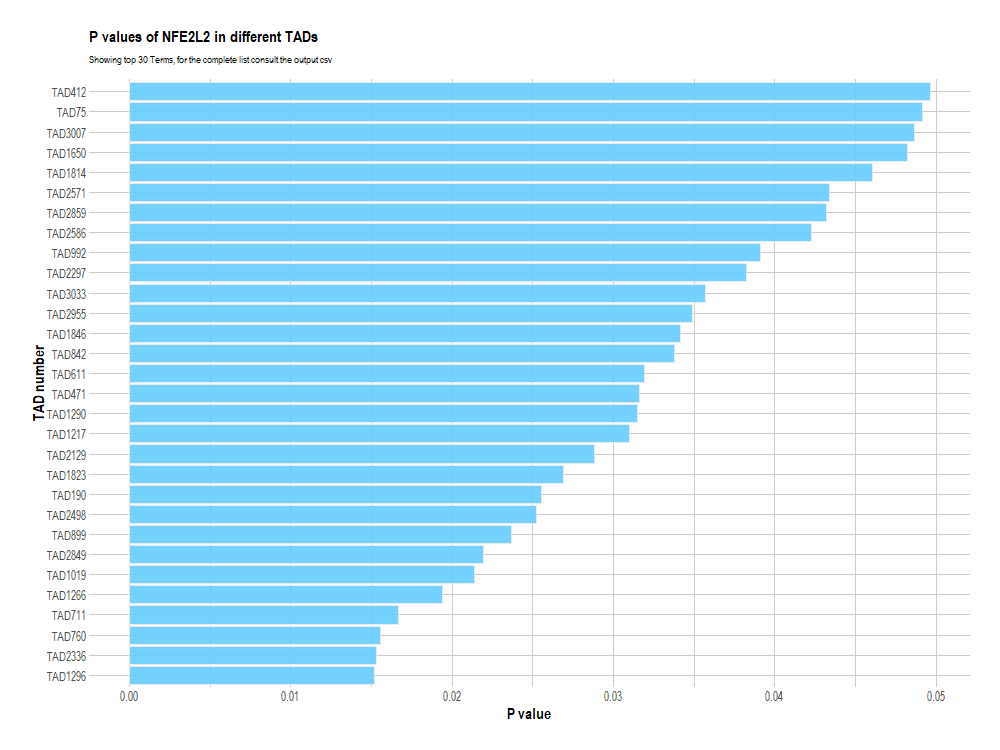 P values of NFE2L2 in different TADs
Showing top 30 Terms, for the complete list consult the output csv
TAD number
TAD412
TAD75
TAD3007
TAD1650
TAD1814
TAD2571
TAD2859
TAD2586
TAD992
TAD2297
TAD3033
TAD2955
TAD1846
TAD842
TAD611
TAD471
TAD1290
TAD1217
TAD2129
TAD1823
TAD190
TAD2498
TAD899
TAD2849
TAD1019
TAD1266
TAD711
TAD760
TAD2336
TAD1296
0.00 0.01 0.02 0.03 0.04 0.05
P value